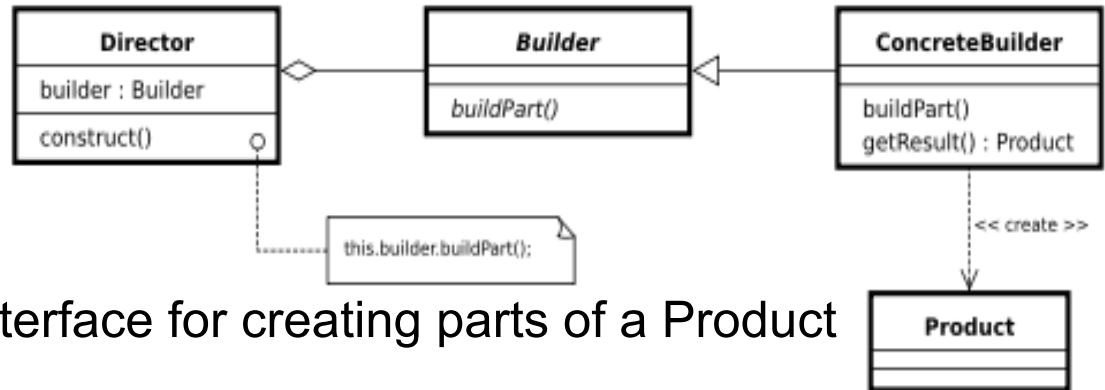 Director
builder : Builder
construct()
Builder
buildPart()
ConcreteBuilder
buildPart()
getResult() : Product
this.builder.buildPart();
<< create >>
terface for creating parts of a Product
Product